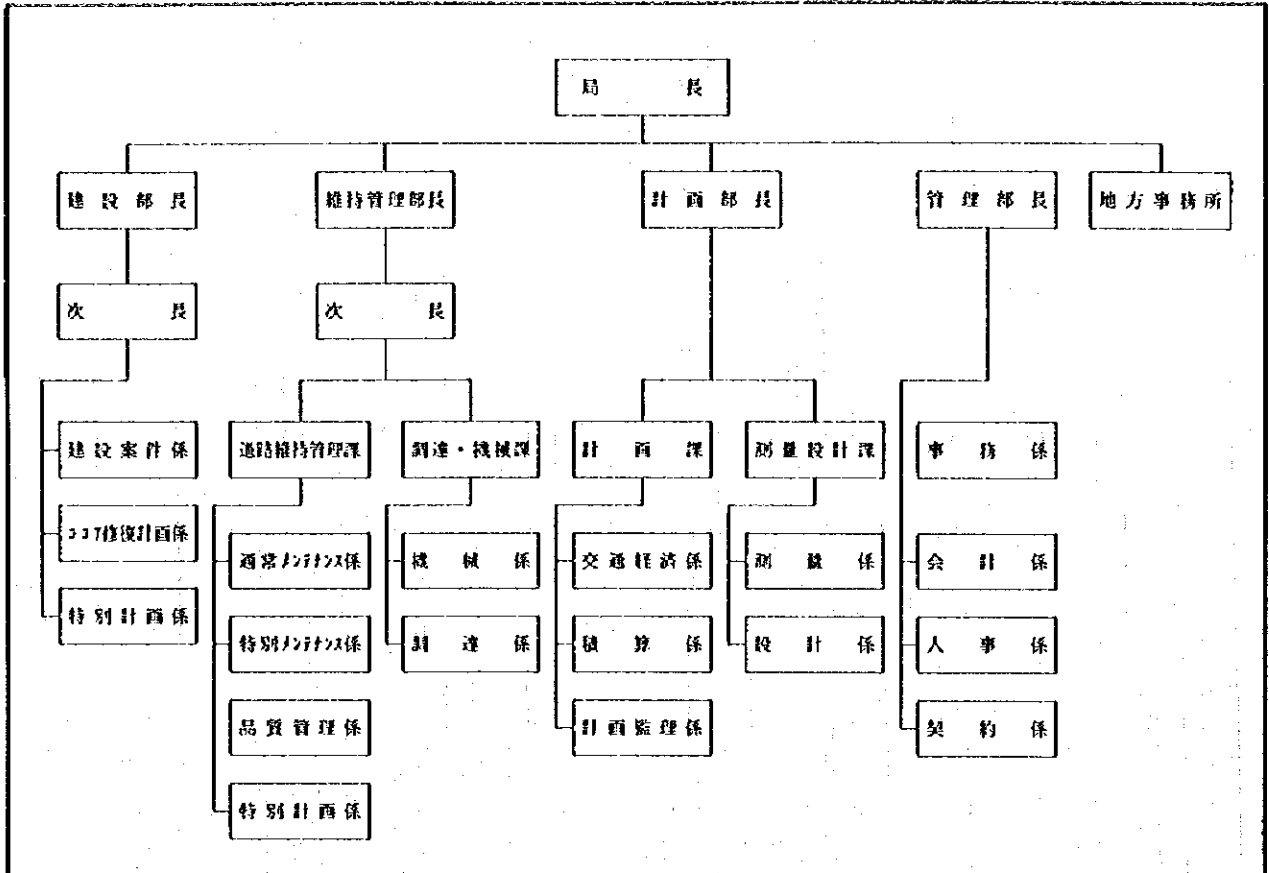 局長
建設部長 維持管理部長 計画部長 管理部長 地方事務所
次長 次長
建設案件係 道路維持管理課 調達・機械課 計画課 測量設計課 事務係
ココア修復計画係 通常メンテナンス係 機械係 交通経済係 測量係 会計係
特別計画係 特別メンテナンス係 調達係 積算係 設計係 人事係
品質管理係 計画監理係 契約係
特別計画係